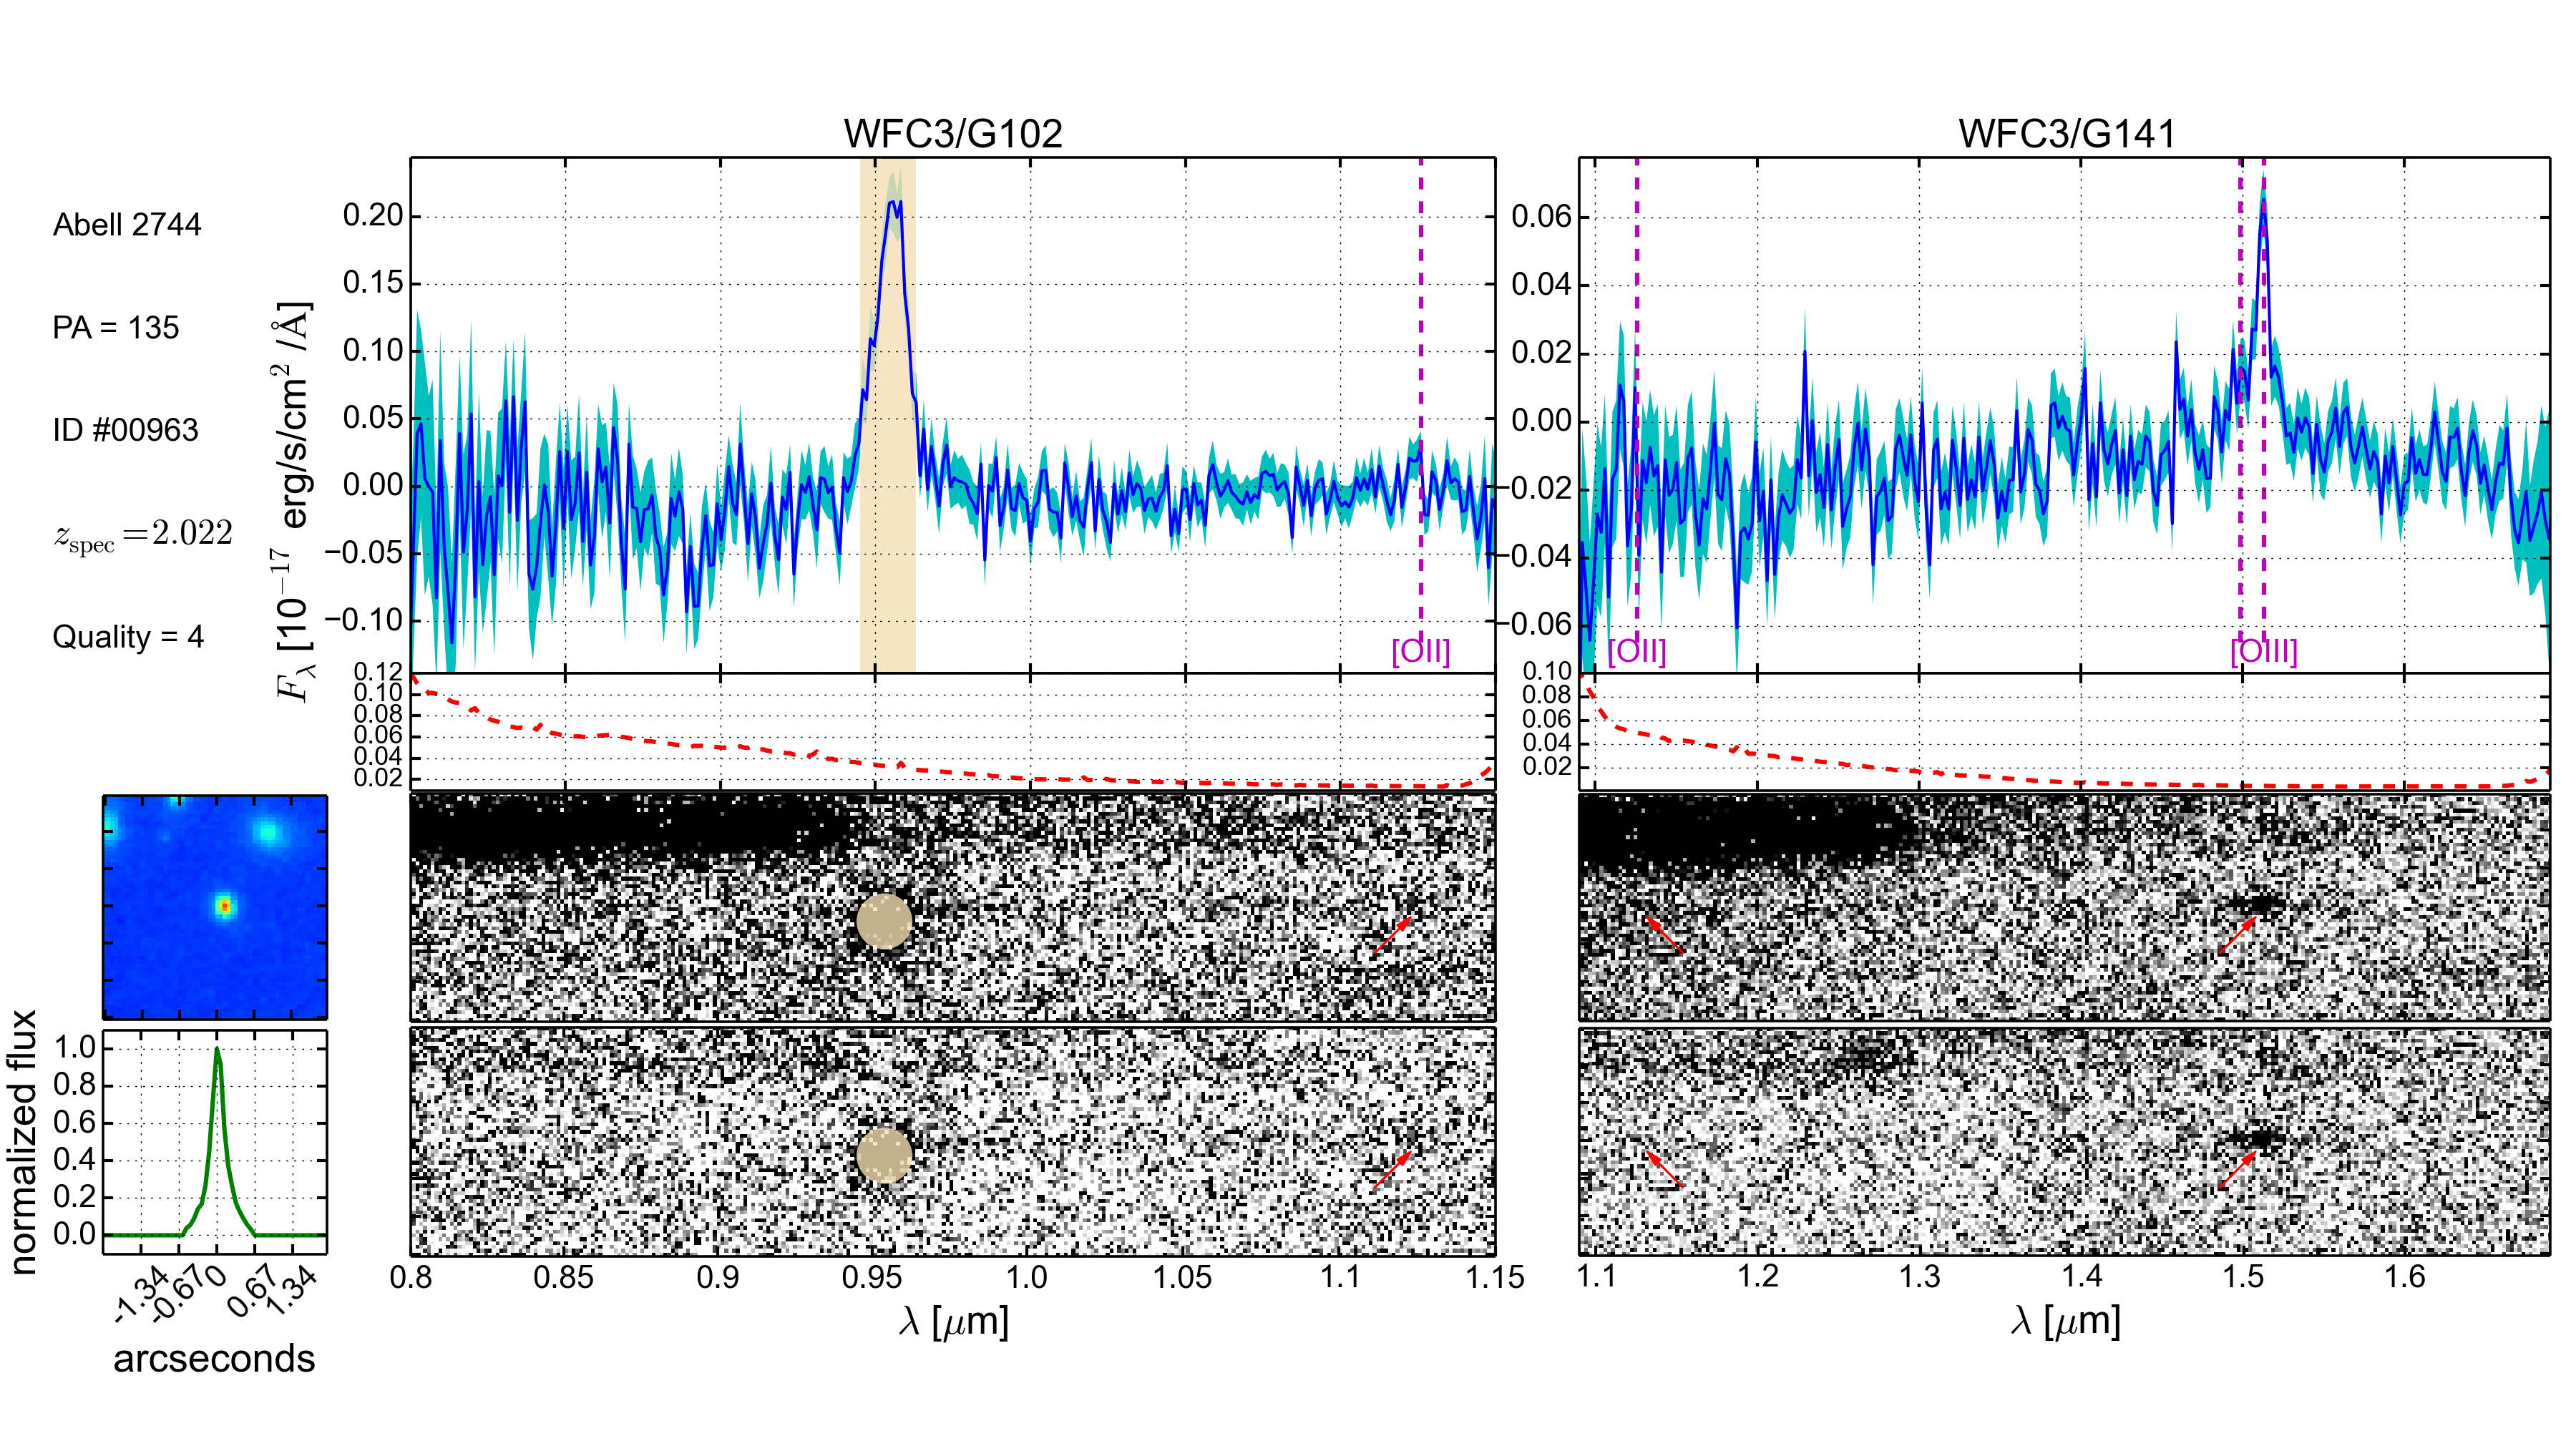 WFC3/G102
WFC3/G141
Abell 2744
PA = 135
ID #00963
z_spec = 2.022
Quality = 4
F_λ [10^−17 erg/s/cm^2 /Å]
0.20
0.15
0.10
0.05
0.00
−0.05
−0.10
[OII]
0.06
0.04
0.02
0.00
−0.02
−0.04
−0.06
[OII]
[OIII]
0.12
0.10
0.08
0.06
0.04
0.02
0.10
0.08
0.06
0.04
0.02
normalized flux
1.0
0.8
0.6
0.4
0.2
0.0
-1.34
-0.67
0
0.67
1.34
arcseconds
0.8 0.85 0.9 0.95 1.0 1.05 1.1 1.15
λ [μm]
1.1 1.2 1.3 1.4 1.5 1.6
λ [μm]